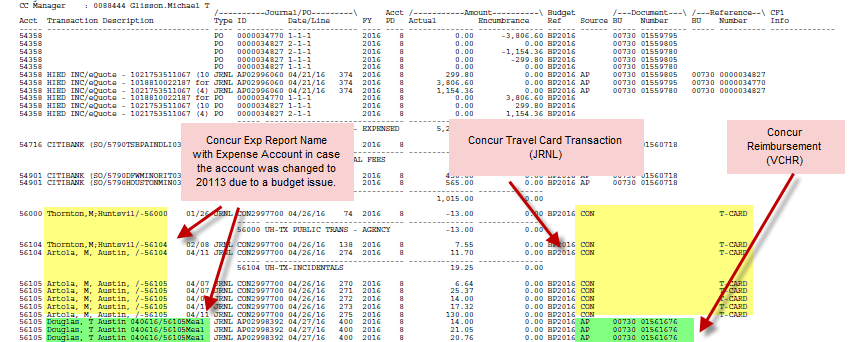 CC Manager : 0088444 Glisson.Michael T
/----------Journal/PO---------\ Acct /---------Amount-----------\ Budget /---Document---\ /---Reference---\ CF1
Acct Transaction Description Type ID Date/Line FY PD Actual Encumbrance Ref Source BU Number BU Number Info
54358 PO 0000034770 1-1-1 2016 8 0.00 -3,806.60 BP2016 00730 01559795
54358 PO 0000034827 1-1-1 2016 8 0.00 0.00 BP2016 00730 01559805
54358 PO 0000034827 2-1-1 2016 8 0.00 -1,154.36 BP2016 00730 01559780
54358 PO 0000034827 1-1-1 2016 8 0.00 -299.80 BP2016 00730 01559805
54358 PO 0000034827 2-1-1 2016 8 0.00 0.00 BP2016 00730 01559780
54358 HIED INC/eQuote - 1021753511067 (10 JRNL AP02996060 04/21/16 374 2016 8 299.80 0.00 BP2016 AP 00730 01559805 00730 0000034827
54358 HIED INC/eQuote - 1018810022187 for JRNL AP02996060 04/21/16 374 2016 8 3,806.60 0.00 BP2016 AP 00730 01559795 00730 0000034770
54358 HIED INC/eQuote - 1021753511067 (4) JRNL AP02996060 04/21/16 374 2016 8 1,154.36 0.00 BP2016 AP 00730 01559780 00730 0000034827
54358 HIED INC/eQuote - 1018810022187 for PO 0000034770 1-1-1 2016 8 0.00 3,806.60 BP2016
54358 HIED INC/eQuote - 1021753511067 (10 PO 0000034827 1-1-1 2016 8 0.00 299.80 BP2016
54358 HIED INC/eQuote - 1021753511067 (4) PO 0000034827 2-1-1 2016 8 0.00 1,154.36 BP2016
- EXPENSED 5,2
54716 CITIBANK (SO/5790TSBPAINDLI03 01560718
AL FEES
54901 CITIBANK (SO/5790DFWMINORIT03 0.00 BP2016 AP 00730 01560718
54901 CITIBANK (SO/5790HOUSTONMIN03 565.00 0.00 BP2016 AP 00730 01560718
1,015.00 0.00
Concur Exp Report Name
with Expense Account in case
the account was changed to
20113 due to a budget issue.
Concur Travel Card Transaction
(JRNL)
Concur
Reimbursement
(VCHR)
56000 Thornton,M;Huntsvil/-56000 01/26 JRNL CON2997700 04/26/16 74 2016 8 -13.00 0.00 BP2016 CON T-CARD
56000 UH-TX PUBLIC TRANS - AGENCY -13.00 0.00
56104 Thornton,M;Huntsvil/-56104 02/08 JRNL CON2997700 04/26/16 138 2016 8 7.55 0.00 BP2016 CON T-CARD
56104 Artola, M, Austin, /-56104 04/11 JRNL CON2997700 04/26/16 274 2016 8 11.70 0.00 BP2016 CON T-CARD
56104 UH-TX-INCIDENTALS 19.25 0.00
56105 Artola, M, Austin, /-56105 04/07 JRNL CON2997700 04/26/16 270 2016 8 6.64 0.00 BP2016 CON T-CARD
56105 Artola, M, Austin, /-56105 04/07 JRNL CON2997700 04/26/16 271 2016 8 25.37 0.00 BP2016 CON T-CARD
56105 Artola, M, Austin, /-56105 JRNL CON2997700 04/26/16 272 2016 8 14.00 0.00 BP2016 CON T-CARD
56105 Artola, M, Austin, /-56105 JRNL CON2997700 04/26/16 273 2016 8 17.32 0.00 BP2016 CON T-CARD
56105 Artola, M, Austin, /-56105 04/11 JRNL CON2997700 04/26/16 275 2016 8 130.00 0.00 BP2016 CON T-CARD
56105 Douglas, T Austin 040616/56105Meal JRNL AP02998392 04/27/16 400 2016 8 14.00 0.00 BP2016 AP 00730 01561676
56105 Douglas, T Austin 040616/56105Meal JRNL AP02998392 04/27/16 400 2016 8 21.05 0.00 BP2016 AP 00730 01561676
56105 Douglas, T Austin 040616/56105Meal JRNL AP02998392 04/27/16 400 2016 8 20.76 0.00 BP2016 AP 00730 01561676